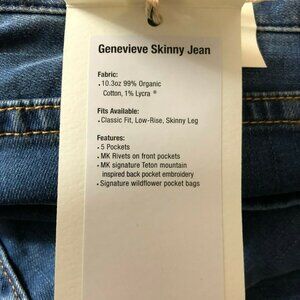 Genevieve Skinny Jean
Fabric:
• 10.3oz 99% Organic
Cotton, 1% Lycra ®
Fits Available:
• Classic Fit, Low-Rise, Skinny Leg
Features:
• 5 Pockets
• MK Rivets on front pockets
• MK signature Teton mountain
inspired back pocket embroidery
• Signature wildflower pocket bags